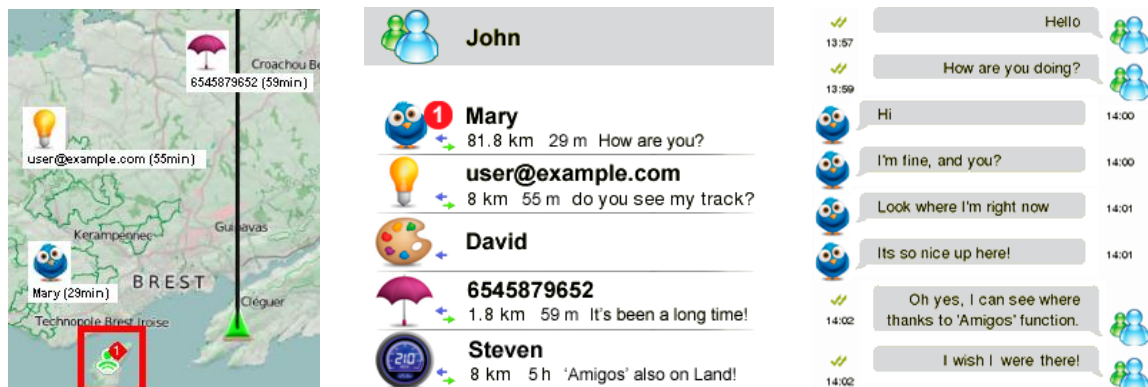 Croachou Be
6545879652 (59min)
user@example.com (55min)
Kerampennec
Guipavas
Mary (29min)
BREST
Cléguer
Technopole Brest Iroise
1
John
1
Mary
81.8 km 29 m How are you?
user@example.com
8 km 55 m do you see my track?
David
6545879652
1.8 km 59 m It's been a long time!
210
Steven
8 km 5 h ‘Amigos’ also on Land!
Hello
13:57
How are you doing?
13:59
Hi 14:00
I'm fine, and you? 14:00
Look where I'm right now 14:01
Its so nice up here! 14:01
Oh yes, I can see where
thanks to 'Amigos' function.
14:02
I wish I were there!
14:02